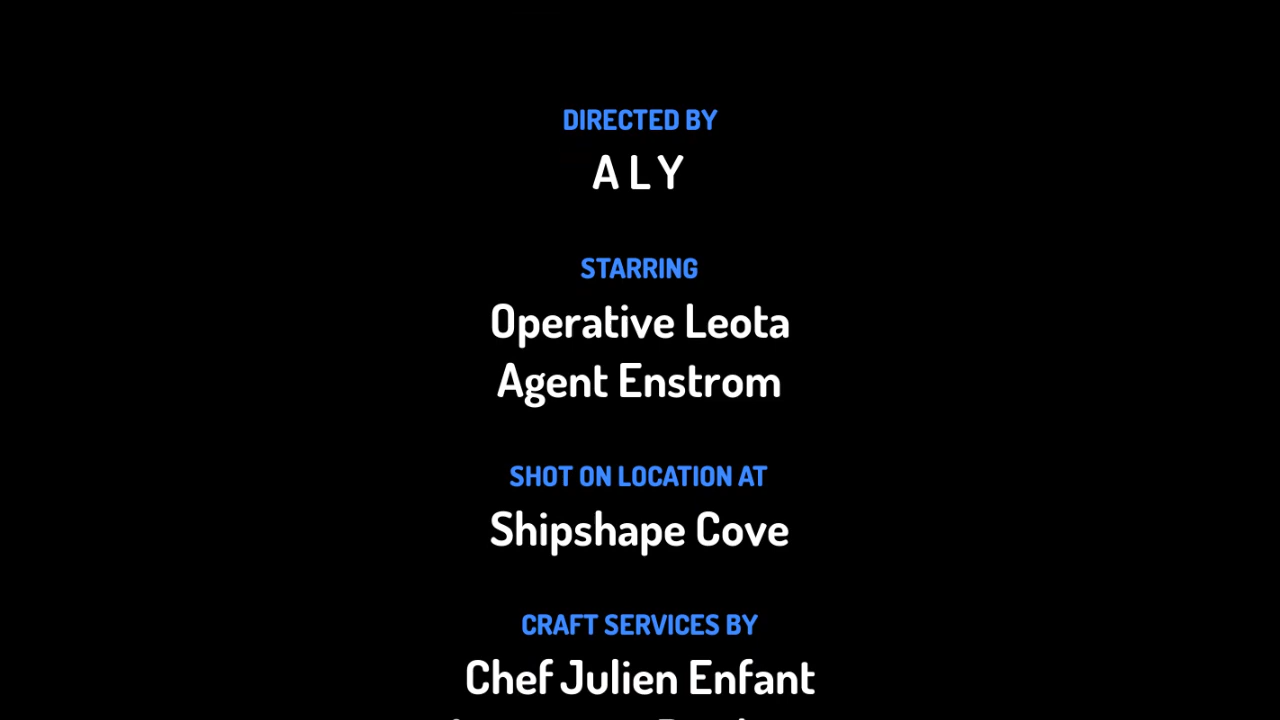 DIRECTED BY
A L Y
STARRING
Operative Leota
Agent Enstrom
SHOT ON LOCATION AT
Shipshape Cove
CRAFT SERVICES BY
Chef Julien Enfant